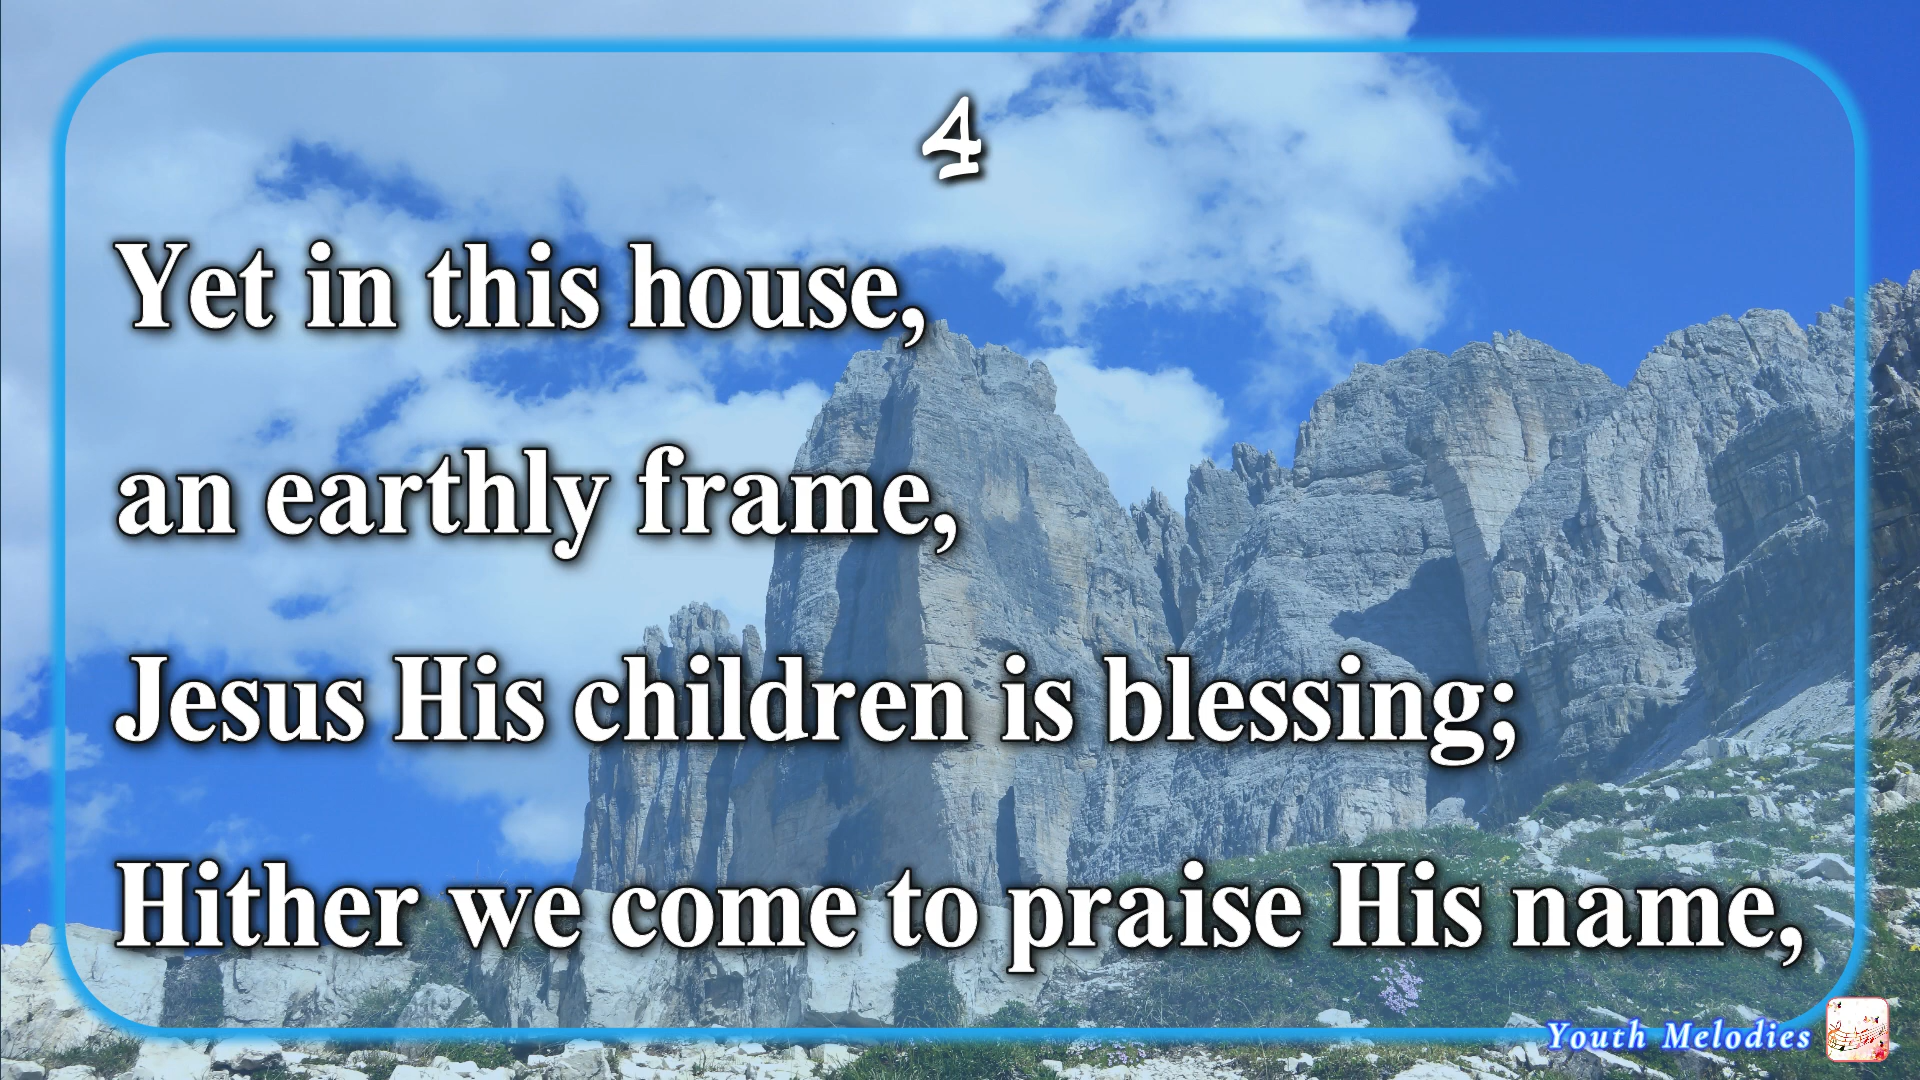 4
Yet in this house,
an earthly frame,
Jesus His children is blessing;
Hither we come to praise His name,
Youth Melodies